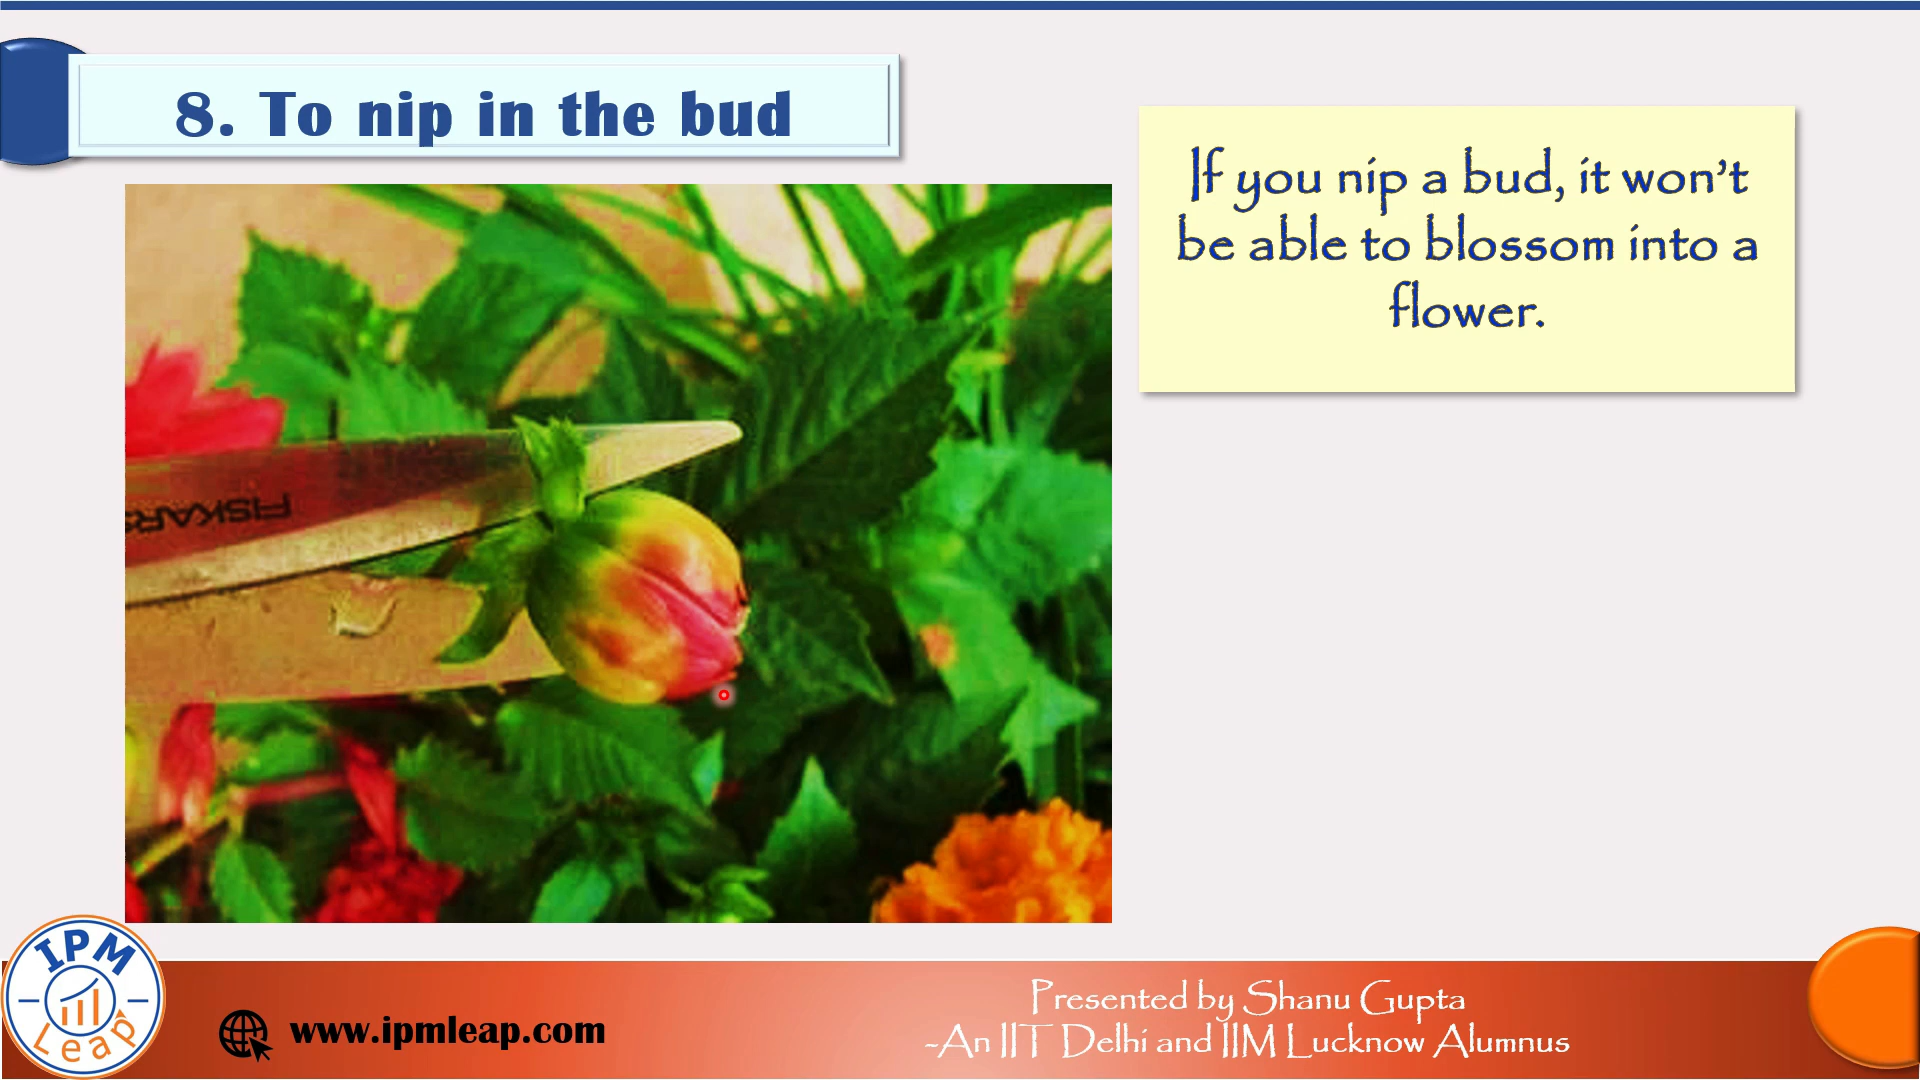 8. To nip in the bud
If you nip a bud, it won't
be able to blossom into a
flower.
FISKARS
IPM
Leap
www.ipmleap.com
Presented by Shanu Gupta
-An IIT Delhi and IIM Lucknow Alumnus